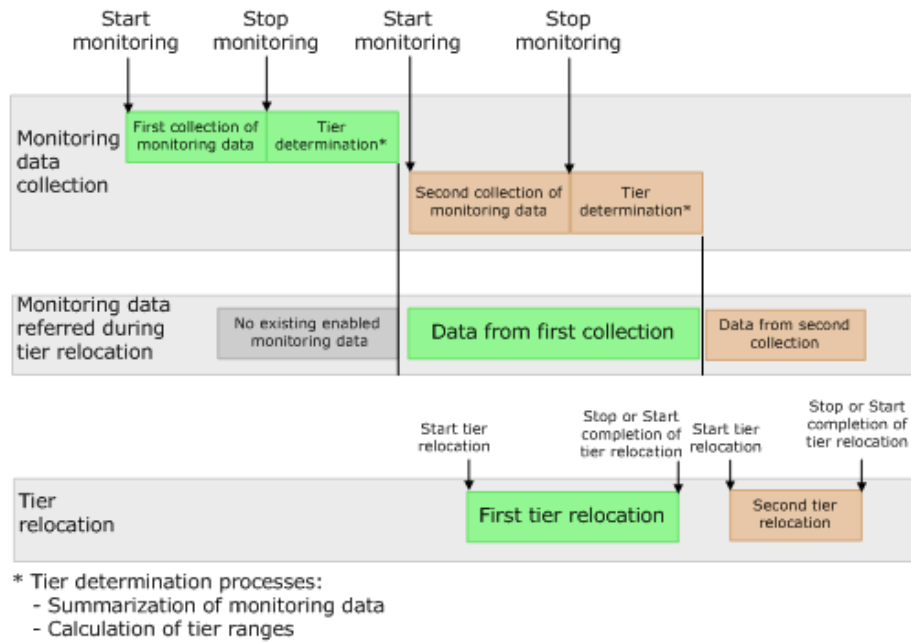 Start
monitoring
Stop
monitoring
Start
monitoring
Stop
monitoring
Monitoring
data
collection
First collection of
monitoring data
Tier
determination*
Second collection of
monitoring data
Tier
determination*
Monitoring data
referred during
tier relocation
No existing enabled
monitoring data
Data from first collection
Data from second
collection
Start tier
relocation
Stop or Start
completion of
tier relocation
Start tier
relocation
Stop or Start
completion of
tier relocation
Tier
relocation
First tier relocation
Second tier
relocation
* Tier determination processes:
- Summarization of monitoring data
- Calculation of tier ranges